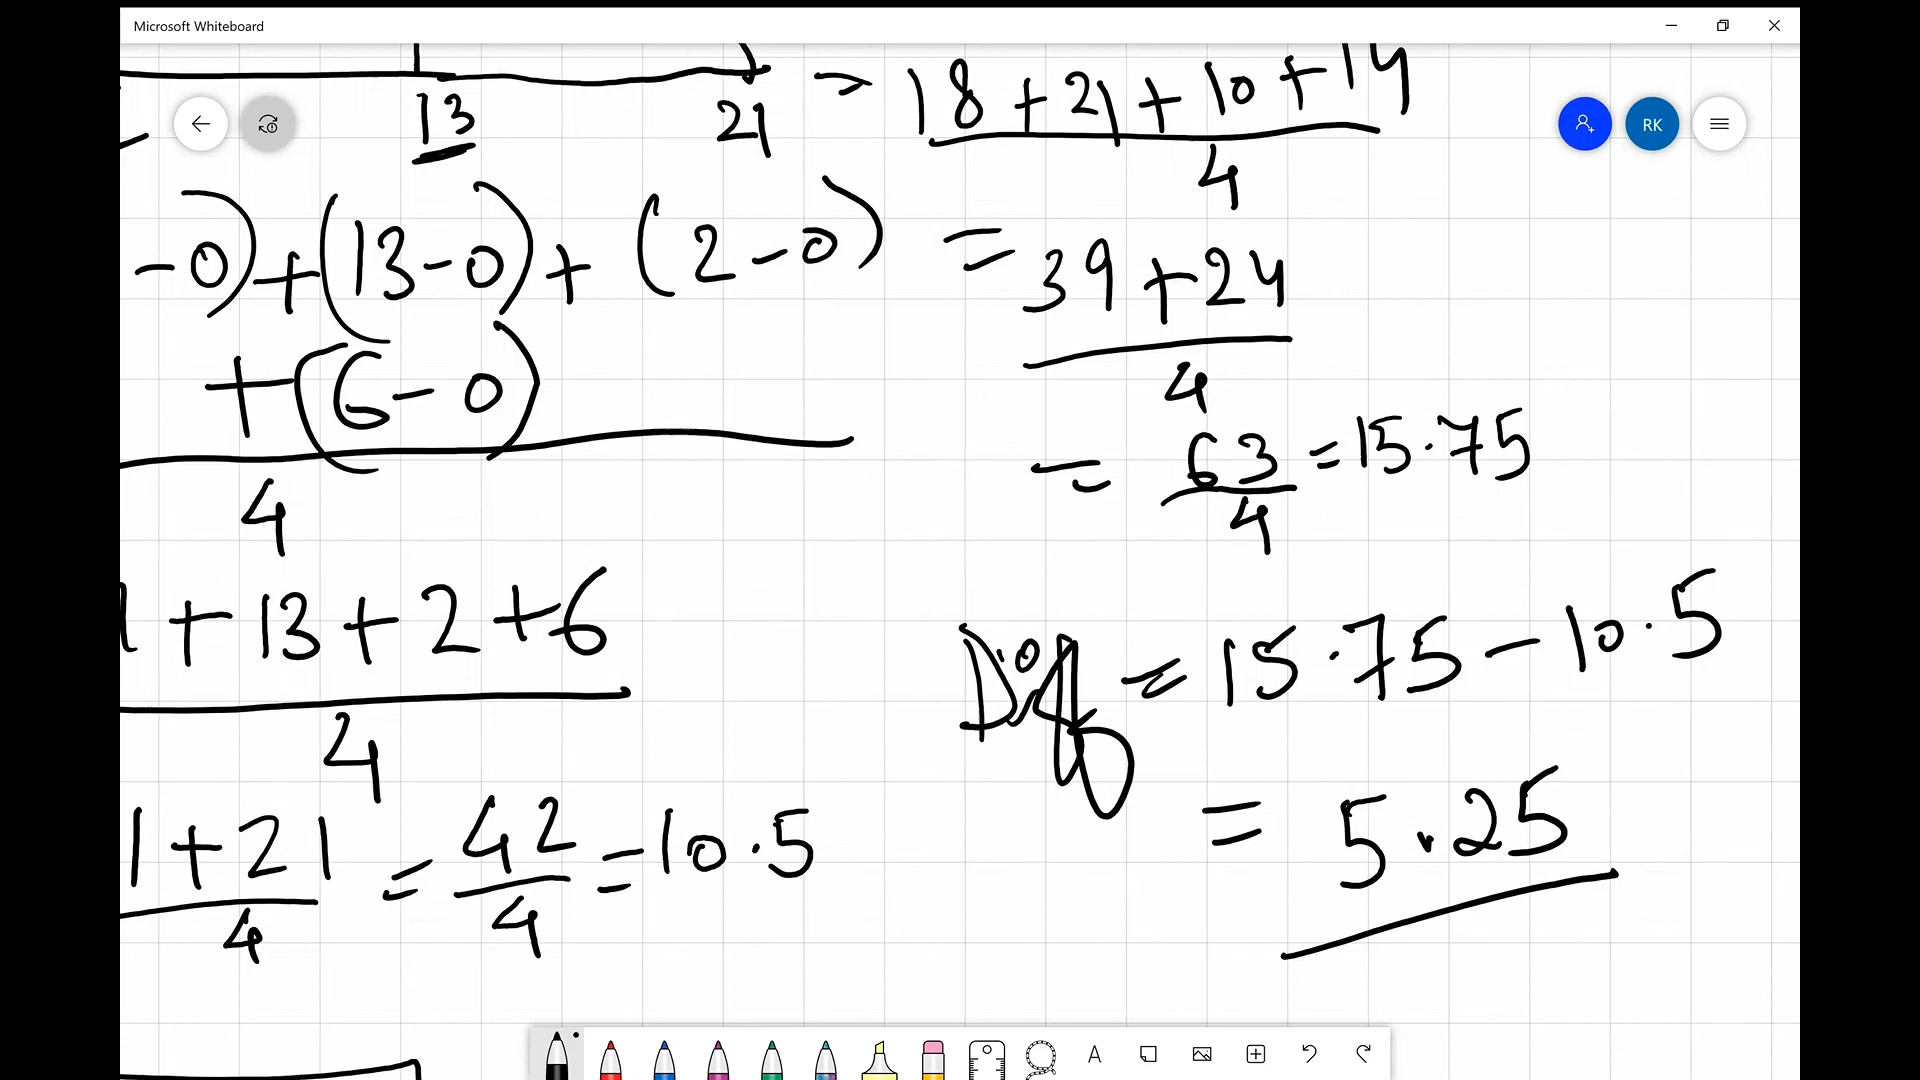 Microsoft Whiteboard
13
21
=> 18 + 21 + 10 + 14
4
- 0) + (13 - 0) + (2 - 0)
+ (6 - 0)
4
= 39 + 24
4
= 63 = 15.75
4
+ 13 + 2 + 6
4
1 + 21 = 42 = 10.5
4 4
Diff = 15.75 - 10.5
= 5.25
RK
A